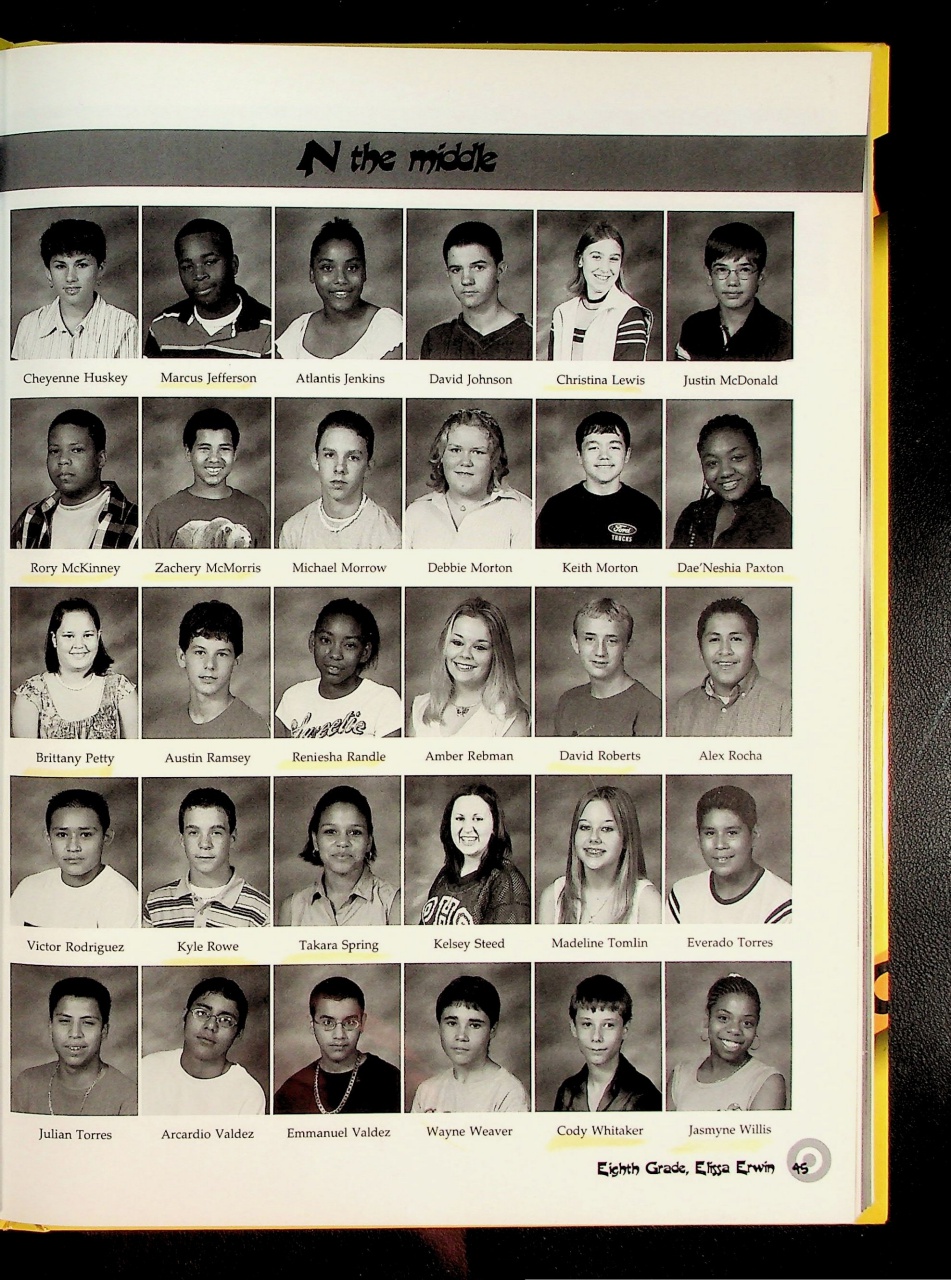 N the middle
Cheyenne Huskey Marcus Jefferson Atlantis Jenkins David Johnson Christina Lewis Justin McDonald
Ford
TRUCKS
Rory McKinney Zachery McMorris Michael Morrow Debbie Morton Keith Morton Dae'Neshia Paxton
Sweetie
Brittany Petty Austin Ramsey Reniesha Randle Amber Rebman David Roberts Alex Rocha
Victor Rodriguez Kyle Rowe Takara Spring Kelsey Steed Madeline Tomlin Everado Torres
Julian Torres Arcardio Valdez Emmanuel Valdez Wayne Weaver Cody Whitaker Jasmyne Willis
Eighth Grade, Elissa Erwin 45